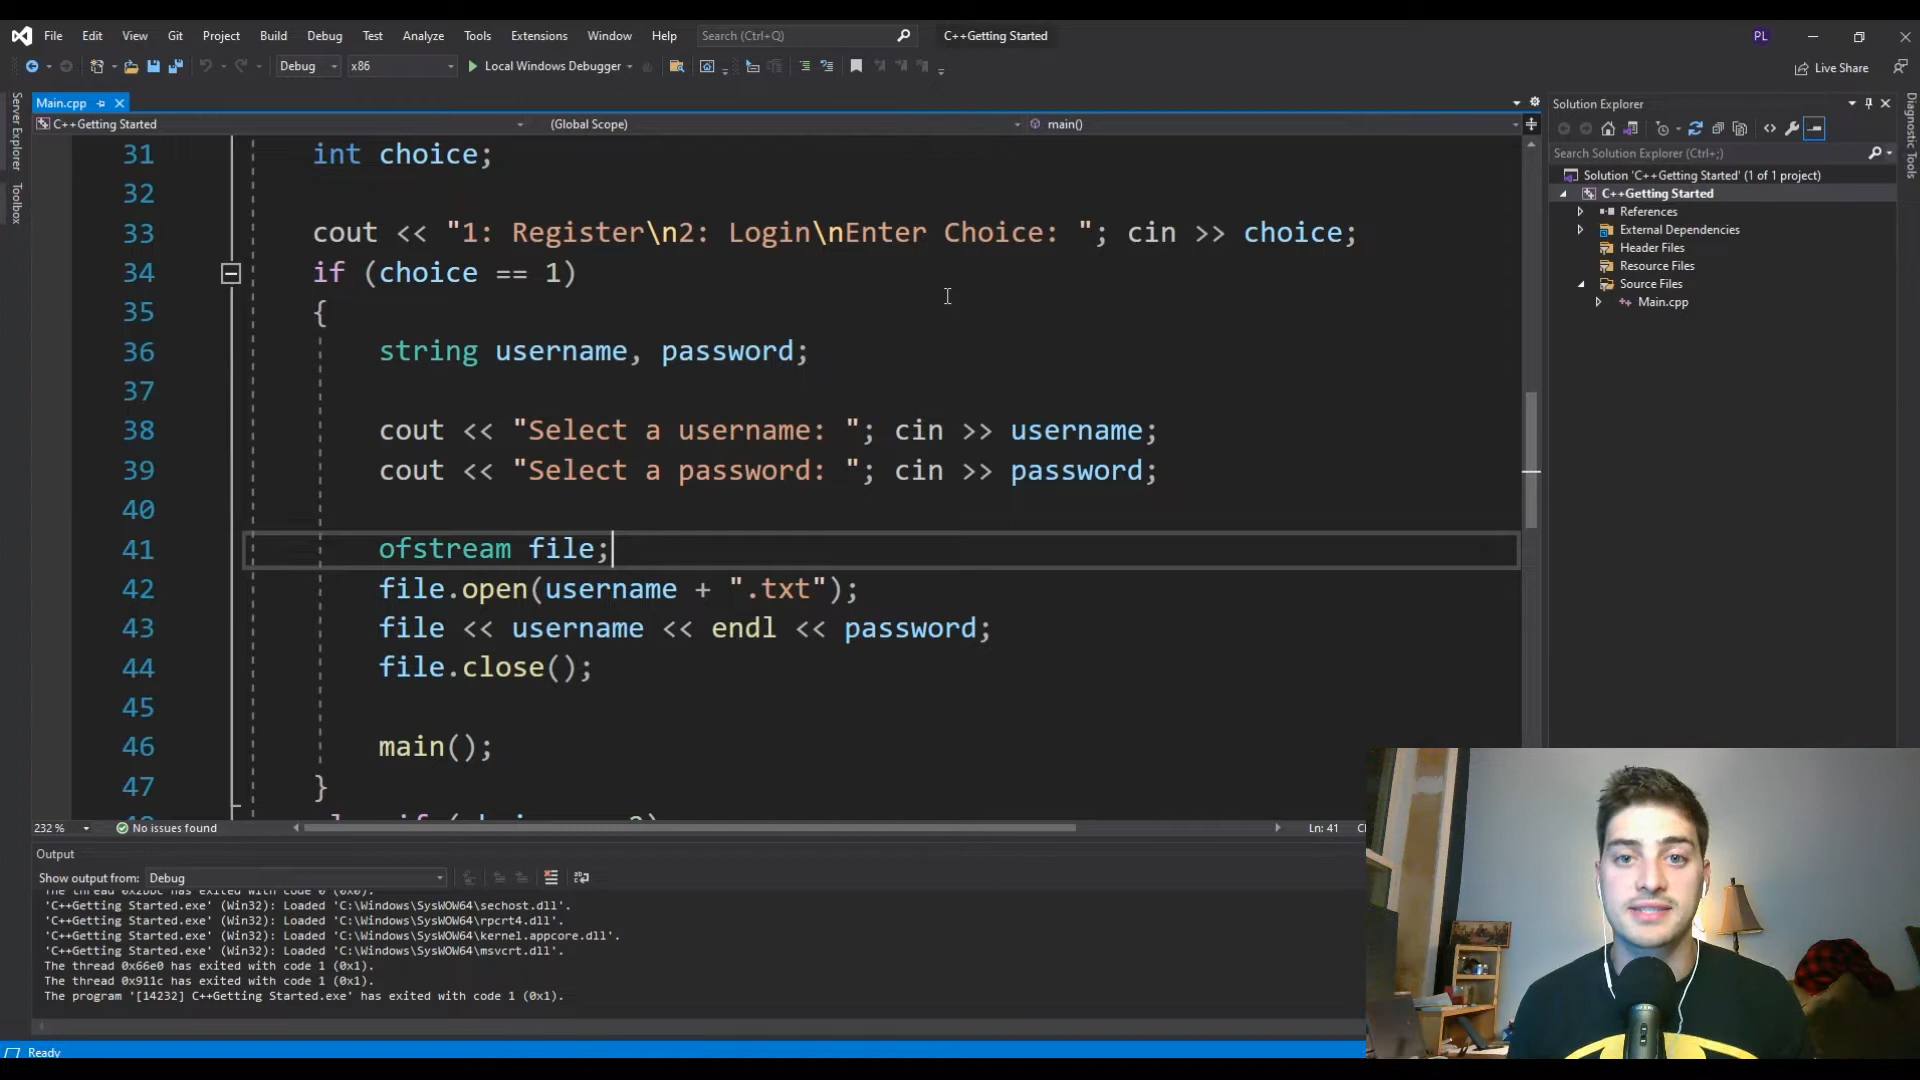 File Edit View Git Project Build Debug Test Analyze Tools Extensions Window Help Search (Ctrl+Q) C++Getting Started PL
Debug x86 Local Windows Debugger Live Share
Server Explorer
Toolbox
Main.cpp
C++Getting Started (Global Scope) main()
31 int choice;
32
33 cout << "1: Register\n2: Login\nEnter Choice: "; cin >> choice;
34 if (choice == 1)
35 {
36 string username, password;
37
38 cout << "Select a username: "; cin >> username;
39 cout << "Select a password: "; cin >> password;
40
41 ofstream file;
42 file.open(username + ".txt");
43 file << username << endl << password;
44 file.close();
45
46 main();
47 }
232 % No issues found Ln: 41
Output
Show output from: Debug
'C++Getting Started.exe' (Win32): Loaded 'C:\Windows\SysWOW64\sechost.dll'.
'C++Getting Started.exe' (Win32): Loaded 'C:\Windows\SysWOW64\rpcrt4.dll'.
'C++Getting Started.exe' (Win32): Loaded 'C:\Windows\SysWOW64\kernel.appcore.dll'.
'C++Getting Started.exe' (Win32): Loaded 'C:\Windows\SysWOW64\msvcrt.dll'.
The thread 0x66e0 has exited with code 1 (0x1).
The thread 0x911c has exited with code 1 (0x1).
The program '[14232] C++Getting Started.exe' has exited with code 1 (0x1).
Ready
Solution Explorer
Search Solution Explorer (Ctrl+;)
Solution 'C++Getting Started' (1 of 1 project)
C++Getting Started
References
External Dependencies
Header Files
Resource Files
Source Files
Main.cpp
Diagnostic Tools